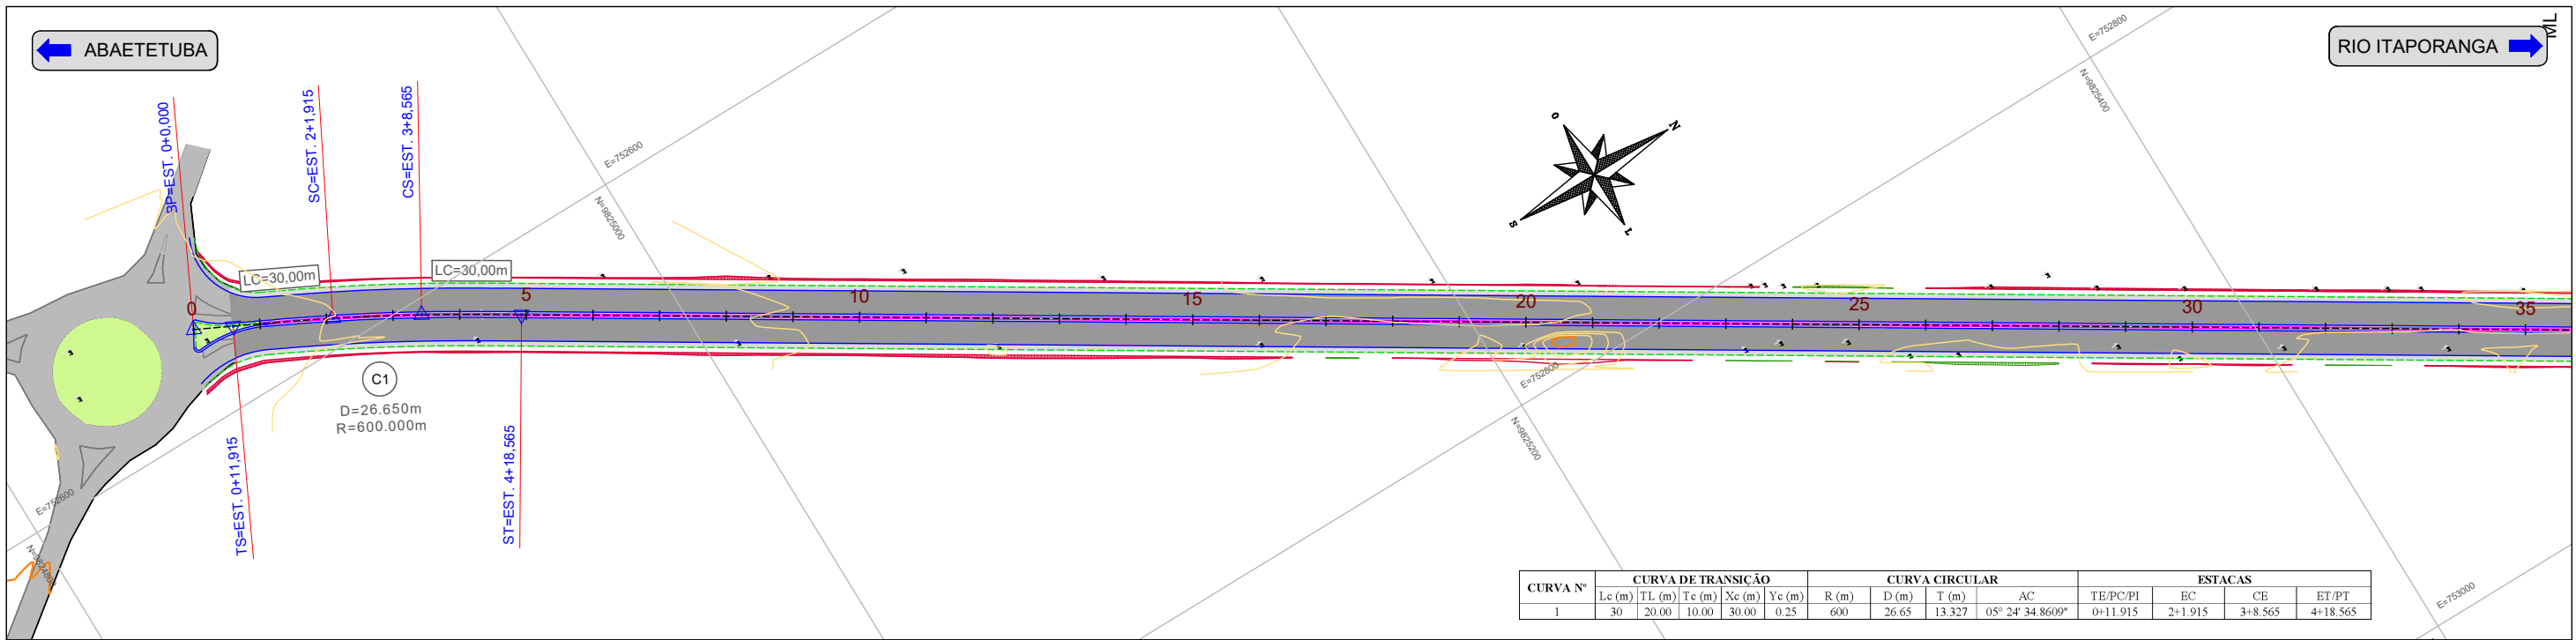 ABAETETUBA
RIO ITAPORANGA
ML
BP=EST. 0+0,000
SC=EST. 2+1,915
CS=EST. 3+8,565
TS=EST. 0+11,915
ST=EST. 4+18,565
LC=30,00m
LC=30,00m
0
5
10
15
20
25
30
35
C1
D=26.650m
R=600.000m
E=752600
N=9825000
E=752800
N=9825400
E=752600
E=752800
N=9825200
E=753000
O
N
S
L
CURVA Nº CURVA DE TRANSIÇÃO CURVA CIRCULAR ESTACAS
Lc (m) TL (m) Tc (m) Xc (m) Yc (m) R (m) D (m) T (m) AC TE/PC/PI EC CE ET/PT
1 30 20.00 10.00 30.00 0.25 600 26.65 13.327 05° 24' 34.8609" 0+11.915 2+1.915 3+8.565 4+18.565